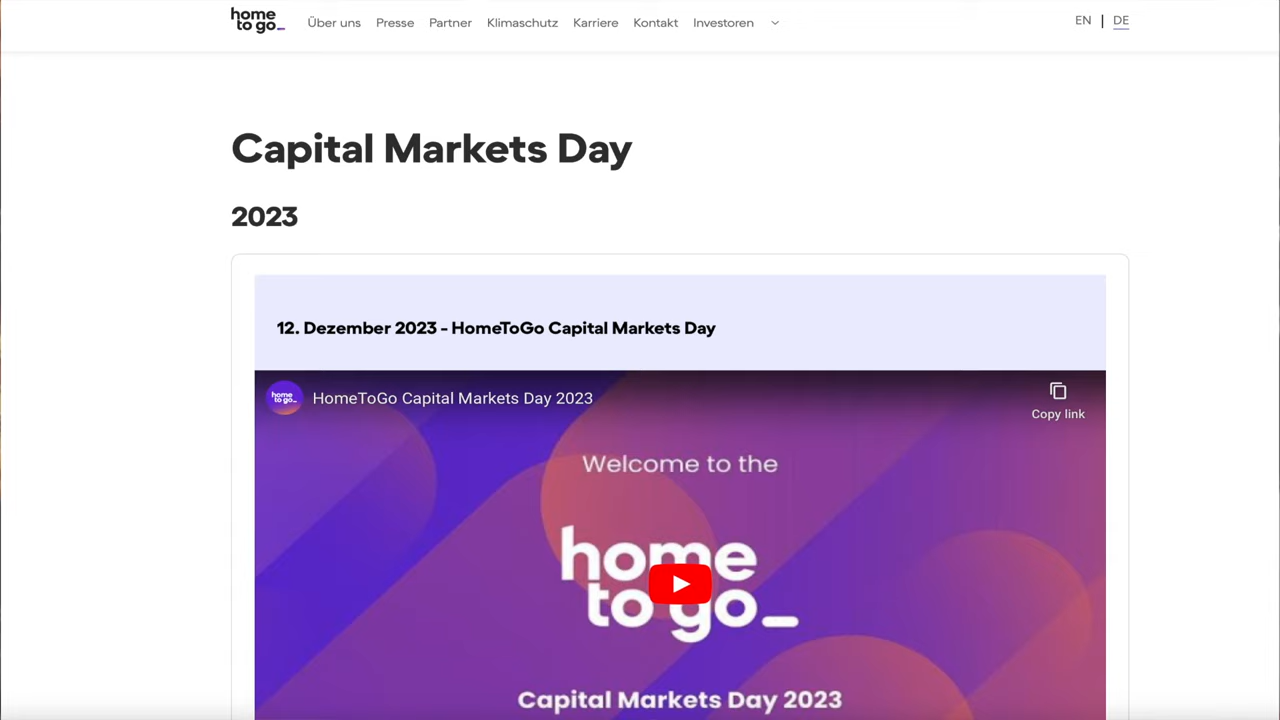 home
to go_
Über uns Presse Partner Klimaschutz Karriere Kontakt Investoren
EN | DE
Capital Markets Day
2023
12. Dezember 2023 - HomeToGo Capital Markets Day
home
to go_
HomeToGo Capital Markets Day 2023
Copy link
Welcome to the
home
to go_
Capital Markets Day 2023